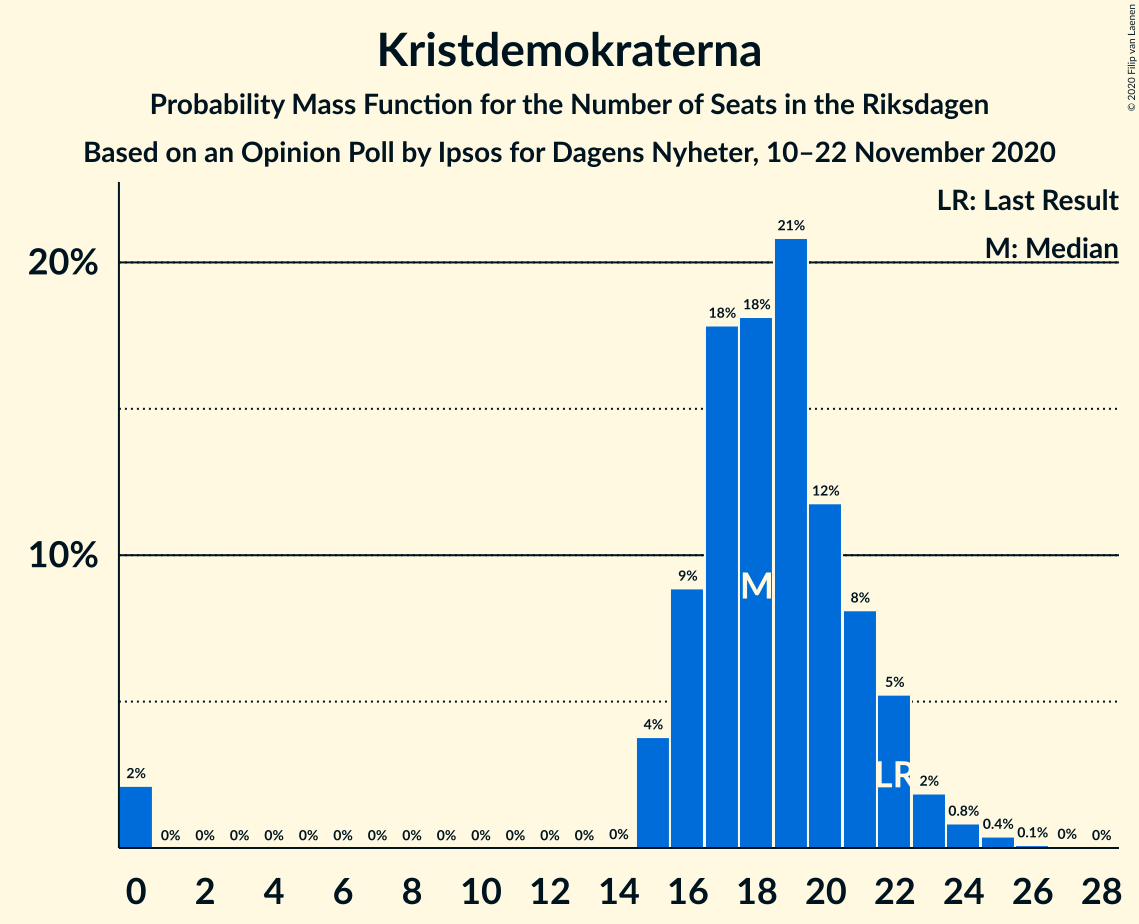 Kristdemokraterna
Probability Mass Function for the Number of Seats in the Riksdagen
Based on an Opinion Poll by Ipsos for Dagens Nyheter, 10–22 November 2020
© 2020 Filip van Laenen
LR: Last Result
M: Median
20%
10%
2% 0% 0% 0% 0% 0% 0% 0% 0% 0% 0% 0% 0% 0% 0% 4% 9% 18% 18% 21% 12% 8% 5% 2% 0.8% 0.4% 0.1% 0% 0%
M
LR
0 2 4 6 8 10 12 14 16 18 20 22 24 26 28